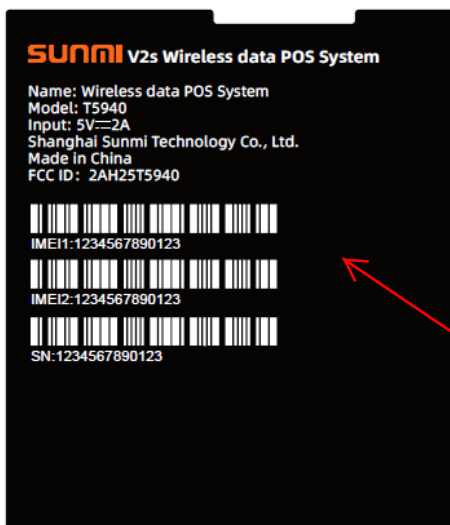 SUNMI V2s Wireless data POS System
Name: Wireless data POS System
Model: T5940
Input: 5V⎓2A
Shanghai Sunmi Technology Co., Ltd.
Made in China
FCC ID: 2AH25T5940
IMEI1:1234567890123
IMEI2:1234567890123
SN:1234567890123